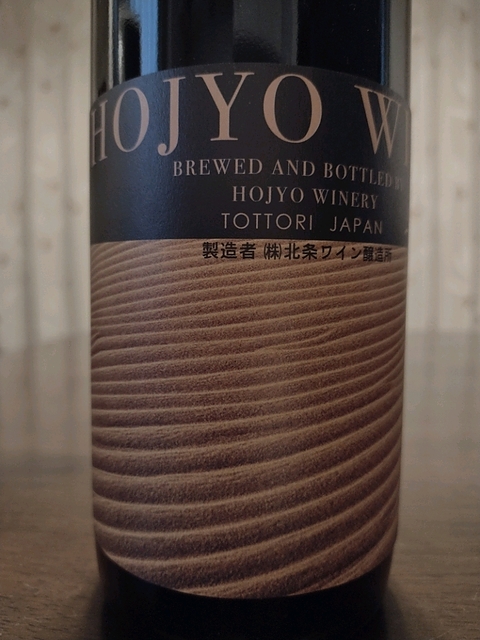 HOJYO WI
BREWED AND BOTTLED BY
HOJYO WINERY
TOTTORI JAPAN
製造者 ㈱北条ワイン醸造所